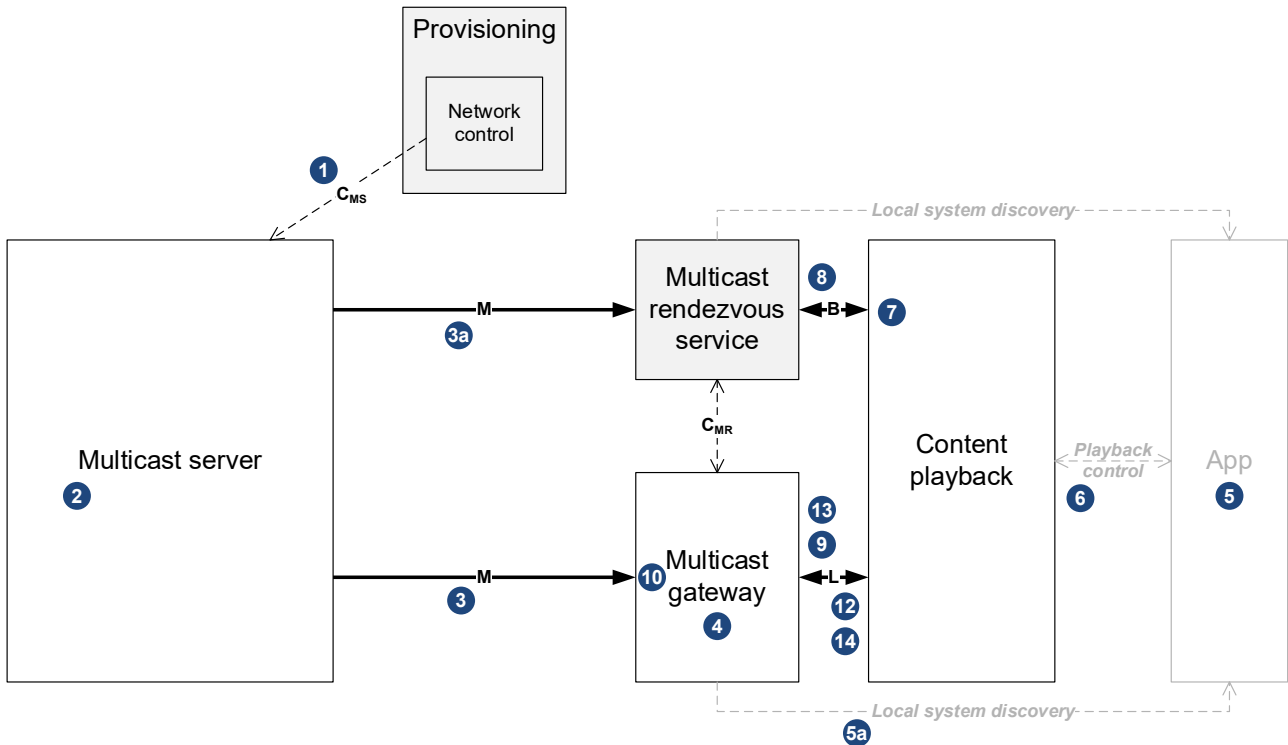 Provisioning
Network
control
1
CMS
Local system discovery
Multicast
rendezvous
service
8
M
B
7
3a
CMR
Multicast server
2
Content
playback
Playback
control
6
App
5
13
9
Multicast
gateway
10
4
M
L
3
12
14
Local system discovery
5a